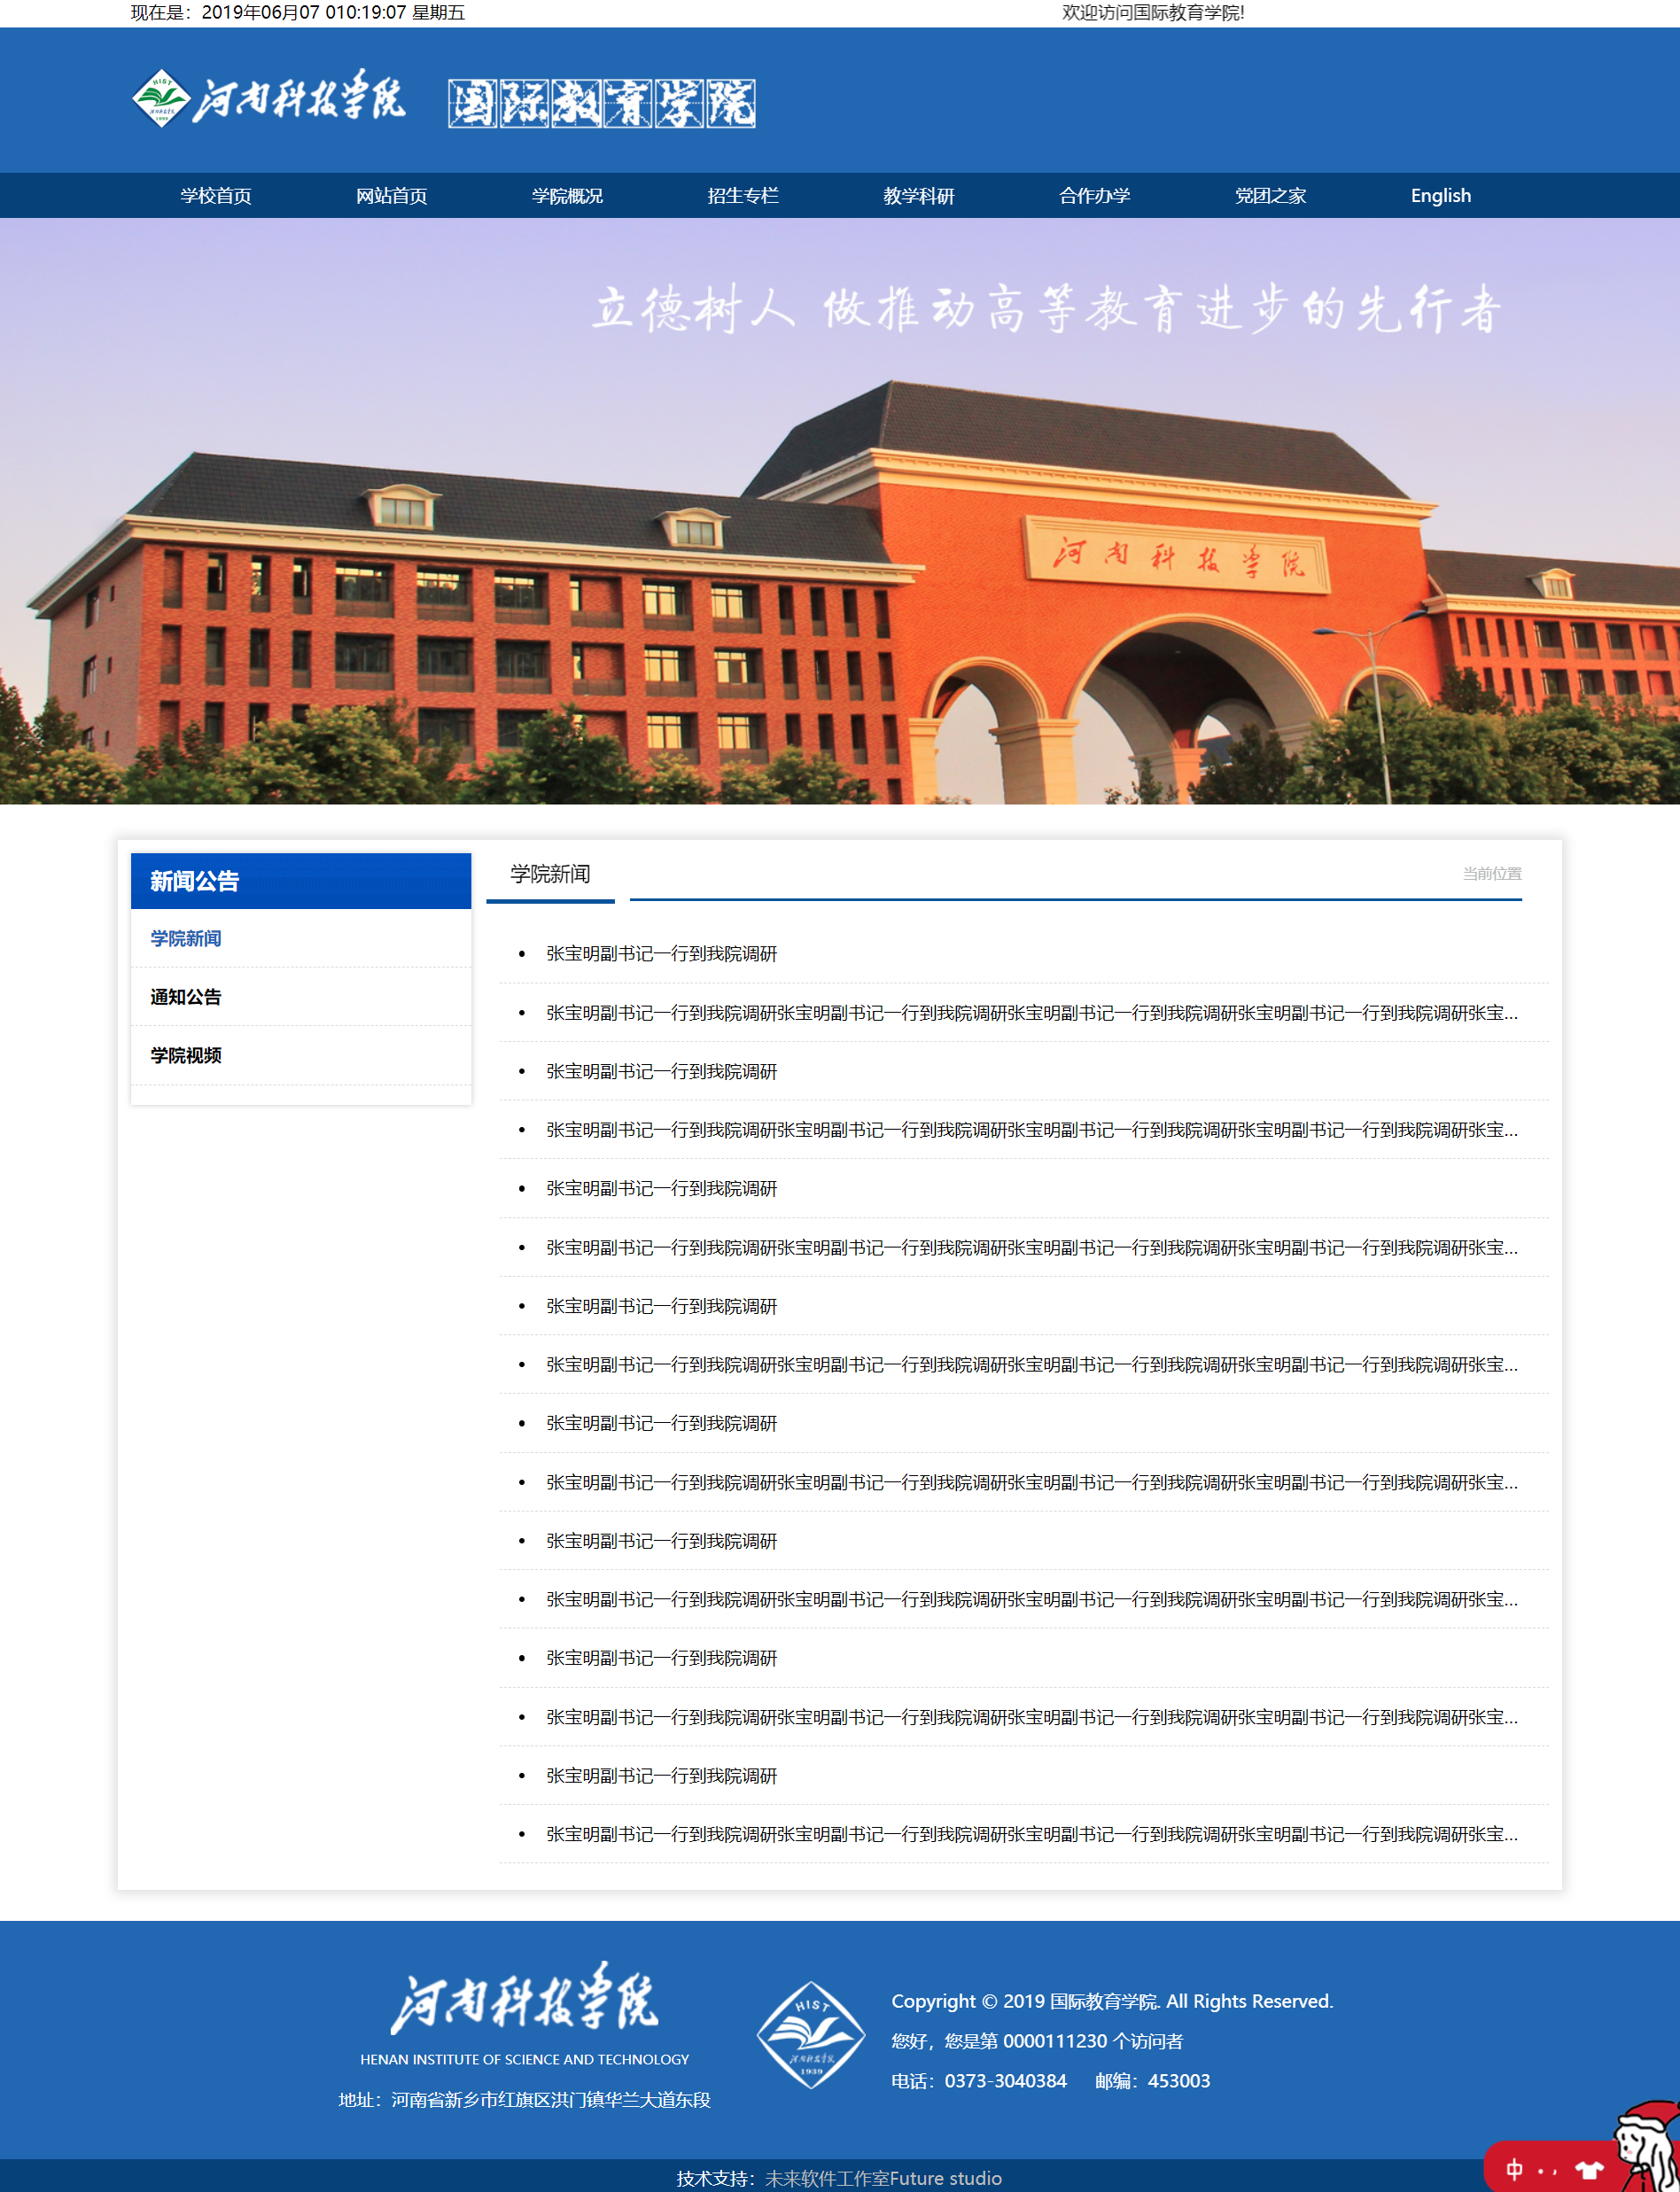 现在是：2019年06月07 010:19:07 星期五
欢迎访问国际教育学院!
HIST
河南科技学院
1939
国际教育学院
学校首页 网站首页 学院概况 招生专栏 教学科研 合作办学 党团之家 English
立德树人 做推动高等教育进步的先行者
河南科技学院
新闻公告
学院新闻
通知公告
学院视频
学院新闻
当前位置
• 张宝明副书记一行到我院调研
• 张宝明副书记一行到我院调研张宝明副书记一行到我院调研张宝明副书记一行到我院调研张宝明副书记一行到我院调研张宝...
• 张宝明副书记一行到我院调研
• 张宝明副书记一行到我院调研张宝明副书记一行到我院调研张宝明副书记一行到我院调研张宝明副书记一行到我院调研张宝...
• 张宝明副书记一行到我院调研
• 张宝明副书记一行到我院调研张宝明副书记一行到我院调研张宝明副书记一行到我院调研张宝明副书记一行到我院调研张宝...
• 张宝明副书记一行到我院调研
• 张宝明副书记一行到我院调研张宝明副书记一行到我院调研张宝明副书记一行到我院调研张宝明副书记一行到我院调研张宝...
• 张宝明副书记一行到我院调研
• 张宝明副书记一行到我院调研张宝明副书记一行到我院调研张宝明副书记一行到我院调研张宝明副书记一行到我院调研张宝...
• 张宝明副书记一行到我院调研
• 张宝明副书记一行到我院调研张宝明副书记一行到我院调研张宝明副书记一行到我院调研张宝明副书记一行到我院调研张宝...
• 张宝明副书记一行到我院调研
• 张宝明副书记一行到我院调研张宝明副书记一行到我院调研张宝明副书记一行到我院调研张宝明副书记一行到我院调研张宝...
• 张宝明副书记一行到我院调研
• 张宝明副书记一行到我院调研张宝明副书记一行到我院调研张宝明副书记一行到我院调研张宝明副书记一行到我院调研张宝...
河南科技学院
HENAN INSTITUTE OF SCIENCE AND TECHNOLOGY
地址：河南省新乡市红旗区洪门镇华兰大道东段
HIST
河南科技学院
1939
Copyright © 2019 国际教育学院. All Rights Reserved.
您好，您是第 0000111230 个访问者
电话：0373-3040384 邮编：453003
技术支持：未来软件工作室Future studio
中